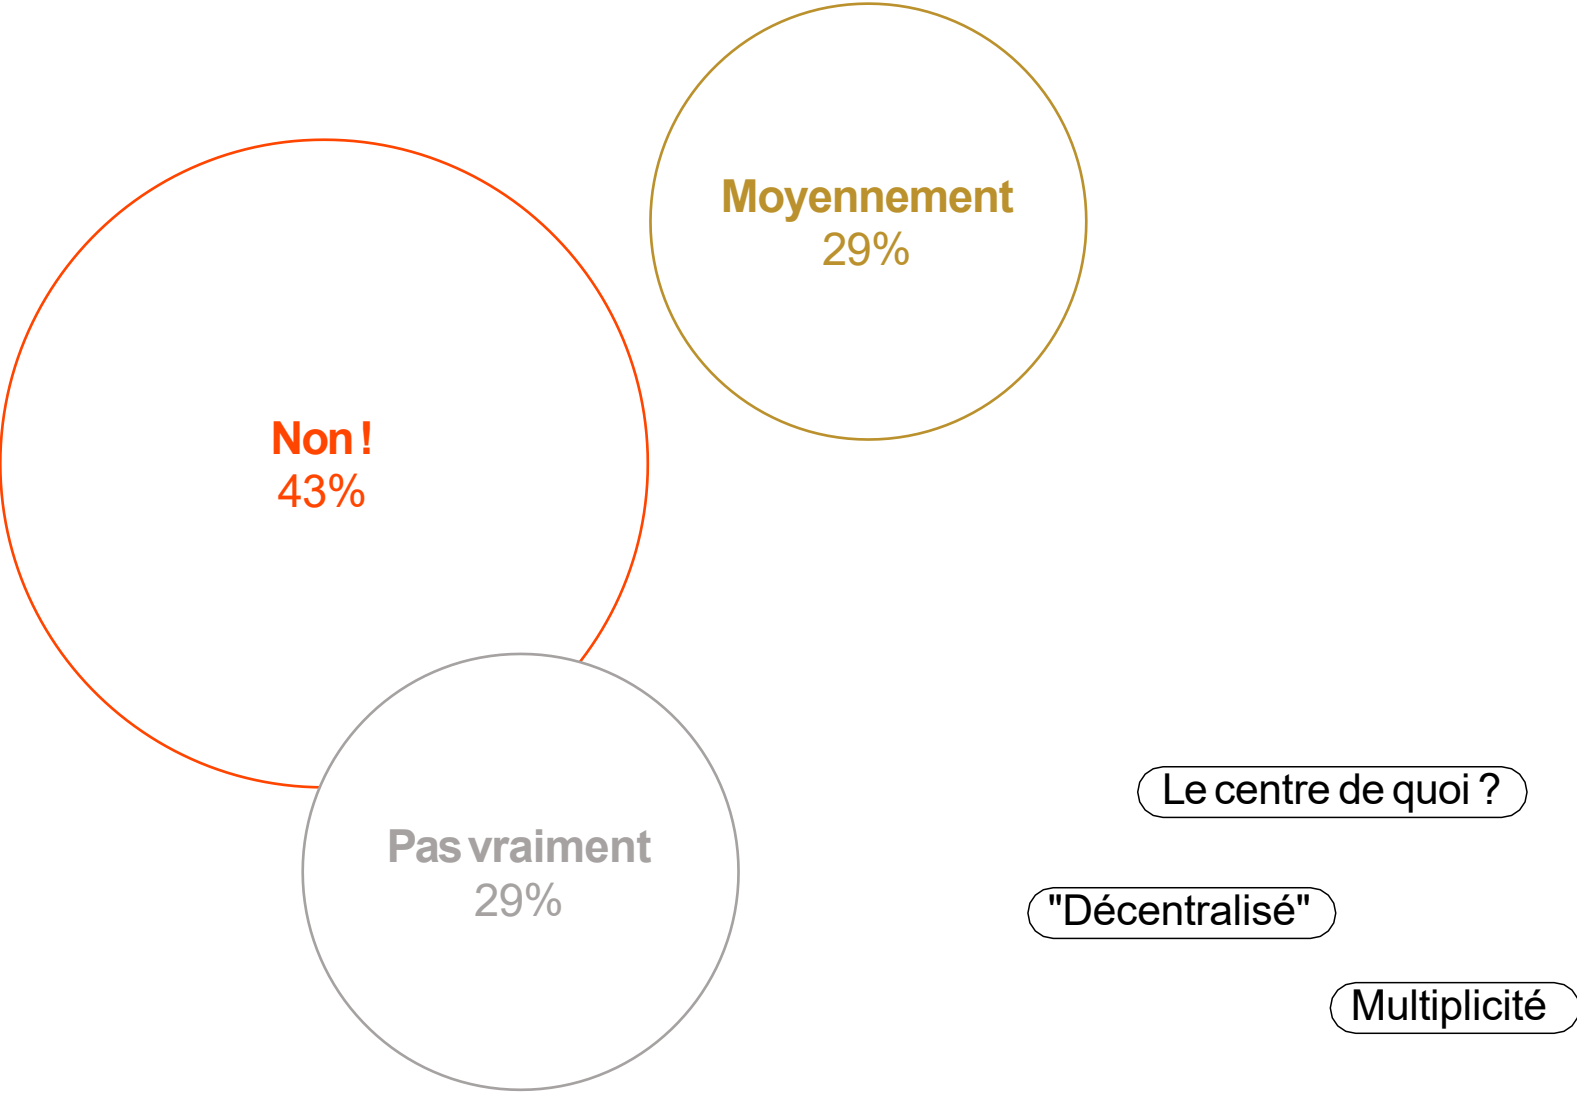 Moyennement
29%
Non !
43%
Pas vraiment
29%
Le centre de quoi ?
"Décentralisé"
Multiplicité